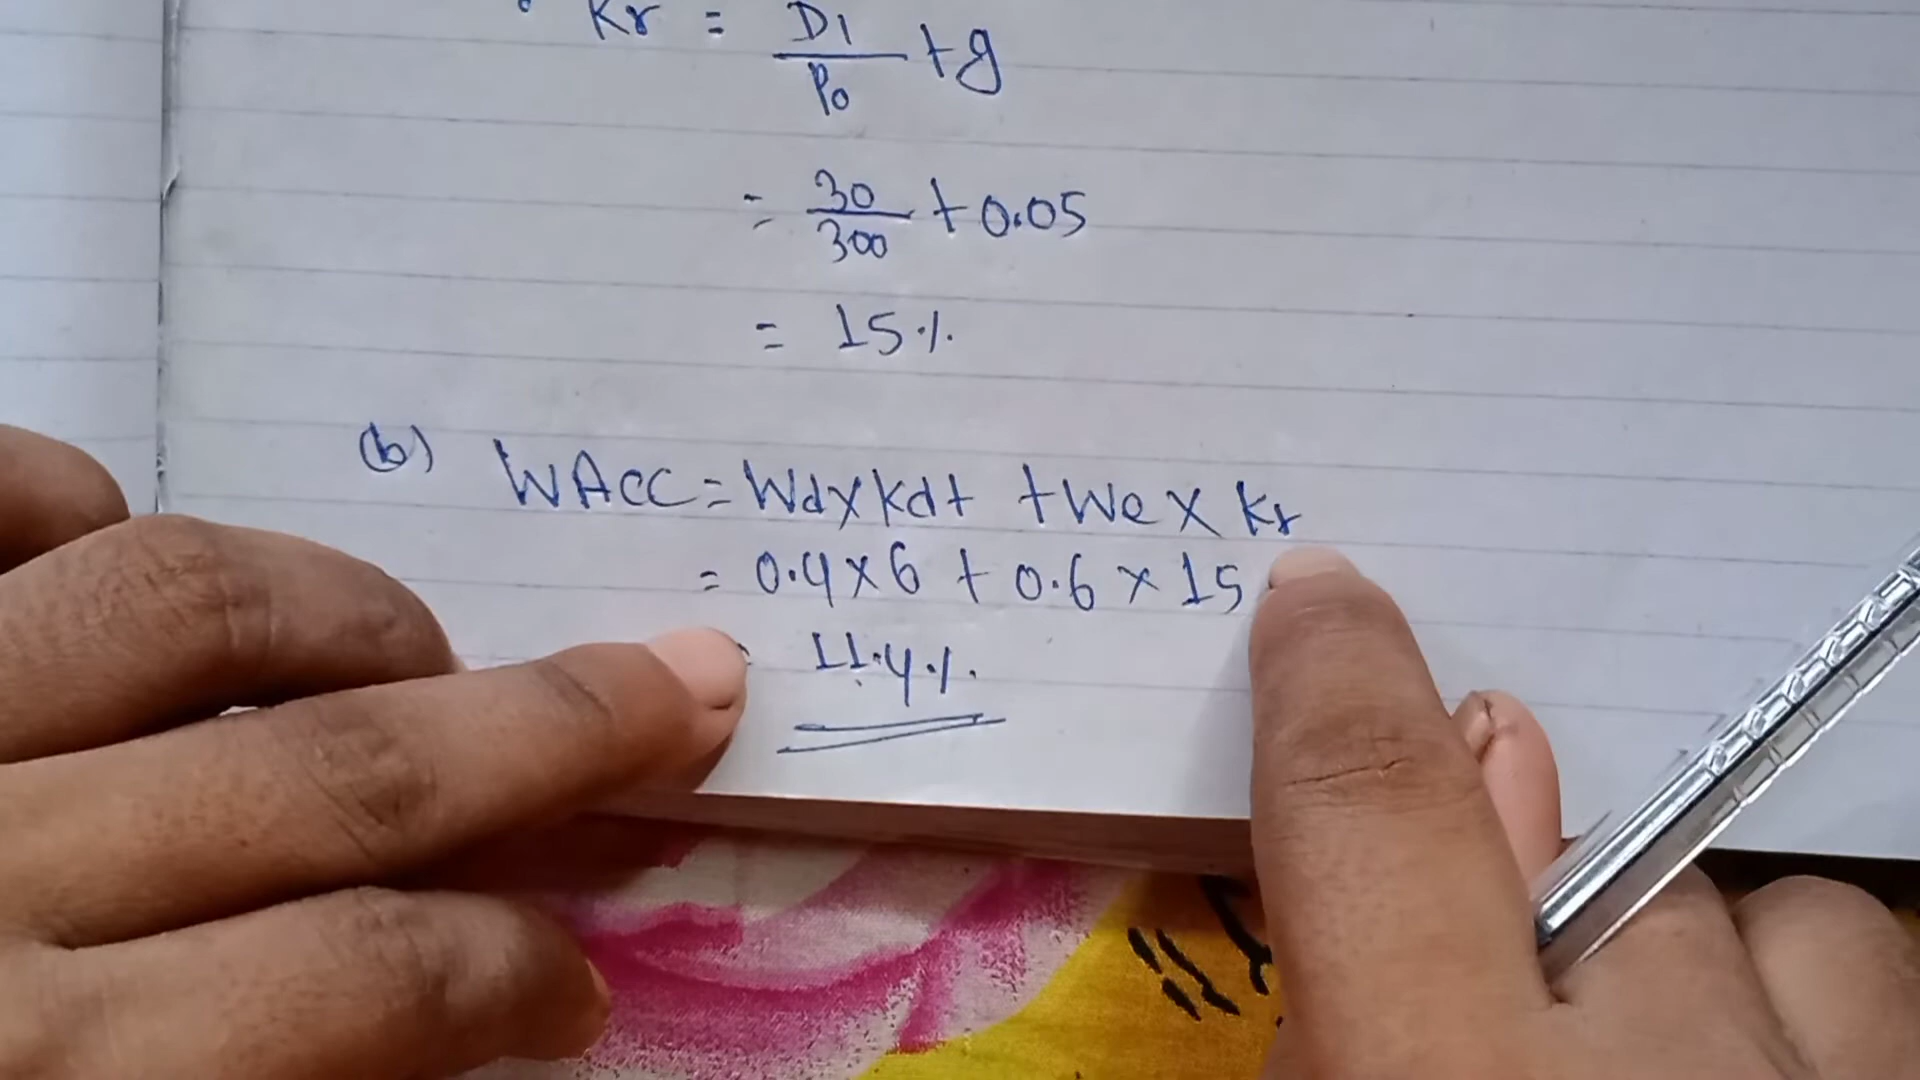 Kr = D1/P0 + g
= 30/300 + 0.05
= 15%
(b) WACC = Wd x Kdt + We x Kr
= 0.4 x 6 + 0.6 x 15
= 11.4%